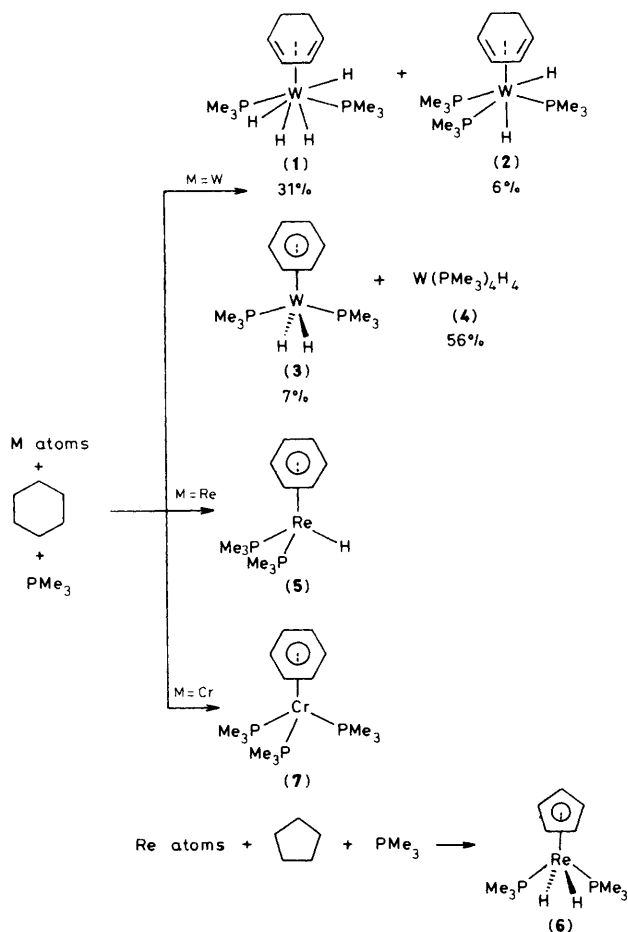 H
+
H
W
W
Me₃P
PMe₃
Me₃P
PMe₃
H
Me₃P
H
H
H
(1)
(2)
M=W
31%
6%
+
W(PMe₃)₄H₄
W
Me₃P
PMe₃
(4)
H H
56%
(3)
7%
M atoms
+
M=Re
+
Re
PMe₃
Me₃P
H
Me₃P
(5)
M=Cr
Cr
Me₃P
PMe₃
Me₃P
(7)
Re atoms + + PMe₃
Re
Me₃P
PMe₃
H H
(6)